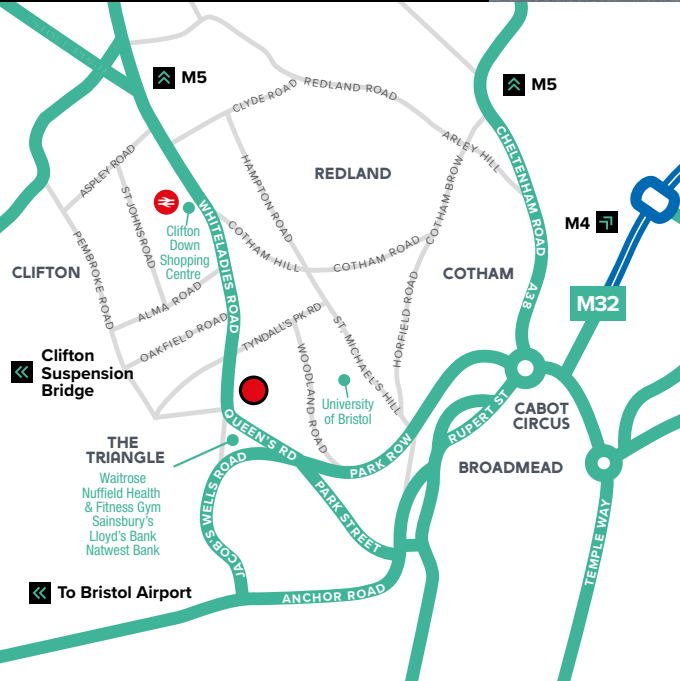 STOKE ROAD
M5
M5
CLYDE ROAD
REDLAND ROAD
ARLEY HILL
CHELTENHAM ROAD
ASPLEY ROAD
HAMPTON ROAD
REDLAND
COTHAM BROW
ST JOHNS ROAD
Clifton
Down
Shopping
Centre
WHITELADIES ROAD
M4
PEMBROKE ROAD
COTHAM HILL
COTHAM ROAD
CLIFTON
COTHAM
A38
M32
ALMA ROAD
HORFIELD ROAD
OAKFIELD ROAD
TYNDALL'S PK RD
ST. MICHAEL'S HILL
WOODLAND ROAD
Clifton
Suspension
Bridge
University
of Bristol
QUEEN'S RD
RUPERT ST
CABOT
CIRCUS
THE
TRIANGLE
Waitrose
Nuffield Health
& Fitness Gym
Sainsbury's
Lloyd's Bank
Natwest Bank
PARK ROW
BROADMEAD
JACOB'S WELLS ROAD
PARK STREET
TEMPLE WAY
To Bristol Airport
ANCHOR ROAD